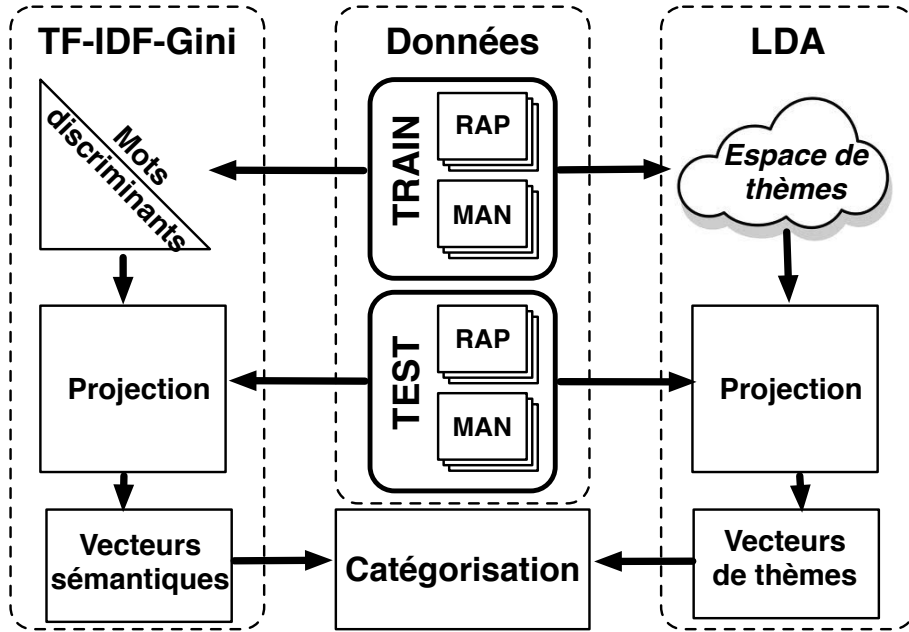 TF-IDF-Gini
Mots
discriminants
Projection
Vecteurs
sémantiques
Données
TRAIN
RAP
MAN
TEST
RAP
MAN
Catégorisation
LDA
Espace de
thèmes
Projection
Vecteurs
de thèmes